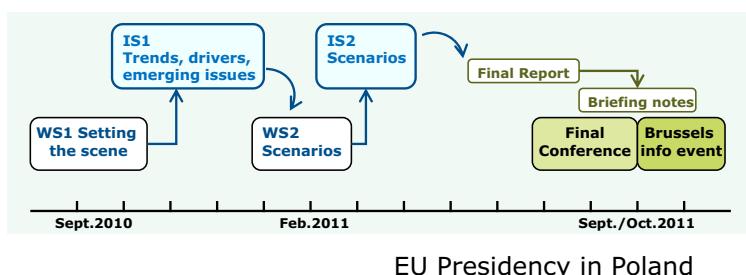 IS1
Trends, drivers,
emerging issues
IS2
Scenarios
Final Report
Briefing notes
WS1 Setting
the scene
WS2
Scenarios
Final
Conference
Brussels
info event
Sept.2010
Feb.2011
Sept./Oct.2011
EU Presidency in Poland